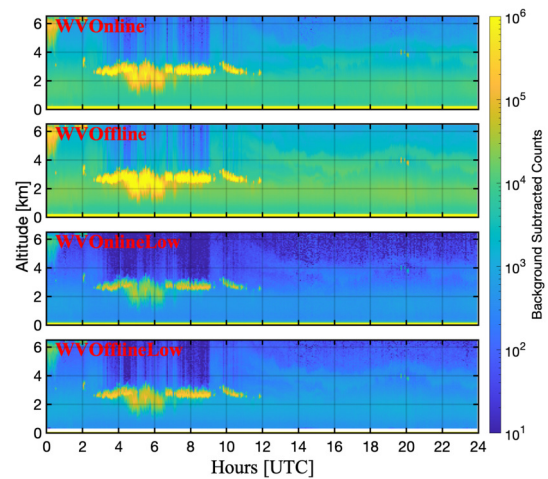 6
WVOnline
4
2
0
6
WVOffline
4
2
0
6
WVOnlineLow
4
2
0
6
WVOfflineLow
4
2
0
0 2 4 6 8 10 12 14 16 18 20 22 24
Hours [UTC]
Altitude [km]
10^6
10^5
10^4
10^3
10^2
10^1
Background Subtracted Counts